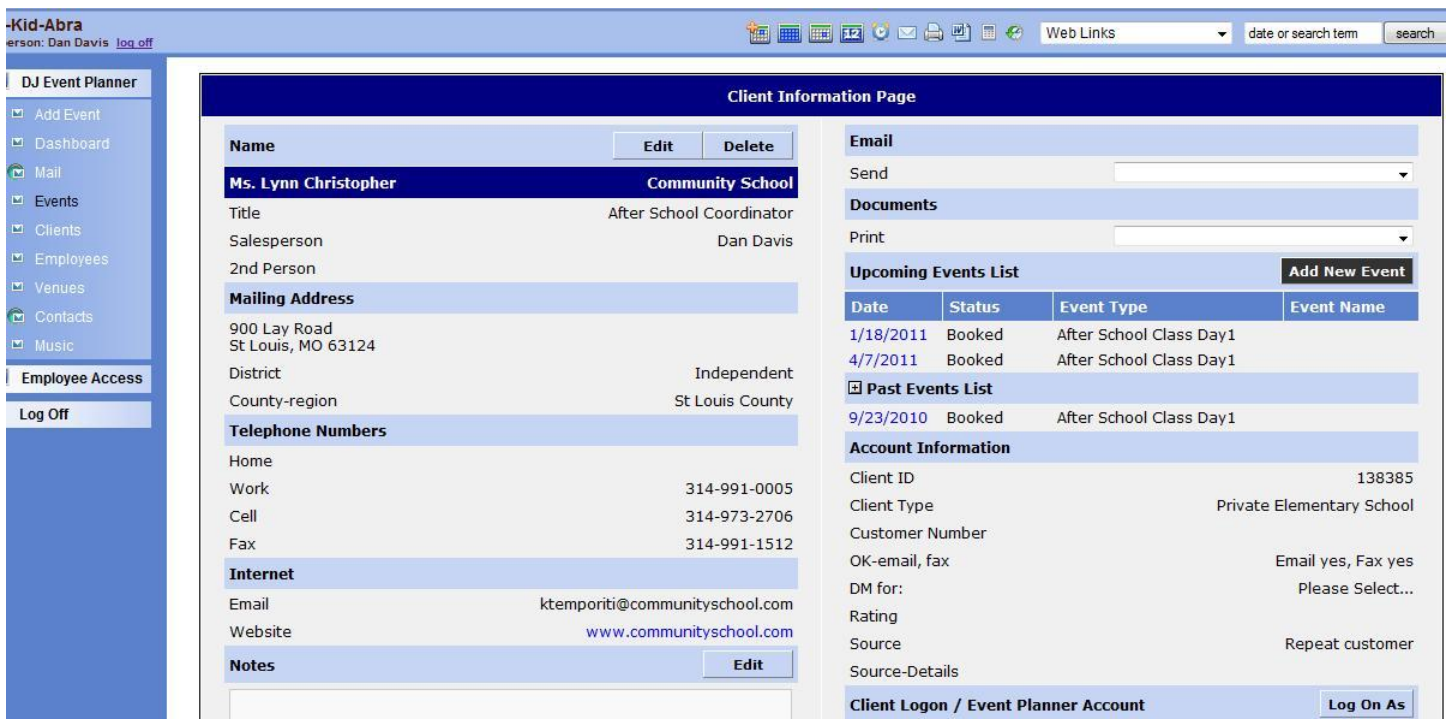 -Kid-Abra
erson: Dan Davis log off
12
Web Links
date or search term
search
DJ Event Planner
Add Event
Dashboard
Mail
Events
Clients
Employees
Venues
Contacts
Music
Employee Access
Log Off
Client Information Page
Name Edit Delete
Ms. Lynn Christopher Community School
Title After School Coordinator
Salesperson Dan Davis
2nd Person
Mailing Address
900 Lay Road
St Louis, MO 63124
District Independent
County-region St Louis County
Telephone Numbers
Home
Work 314-991-0005
Cell 314-973-2706
Fax 314-991-1512
Internet
Email ktemporiti@communityschool.com
Website www.communityschool.com
Notes Edit
Email
Send
Documents
Print
Upcoming Events List Add New Event
Date Status Event Type Event Name
1/18/2011 Booked After School Class Day1
4/7/2011 Booked After School Class Day1
Past Events List
9/23/2010 Booked After School Class Day1
Account Information
Client ID 138385
Client Type Private Elementary School
Customer Number
OK-email, fax Email yes, Fax yes
DM for: Please Select...
Rating
Source Repeat customer
Source-Details
Client Logon / Event Planner Account Log On As